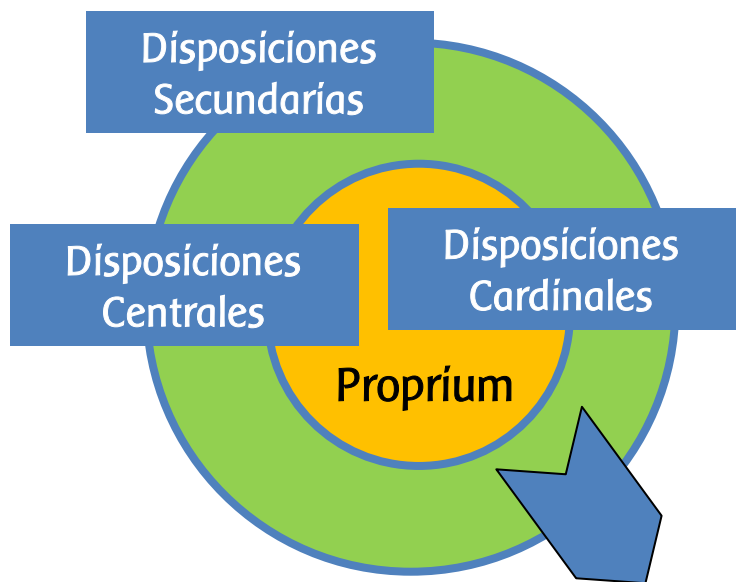 Disposiciones
Secundarias
Disposiciones
Centrales
Disposiciones
Cardinales
Proprium